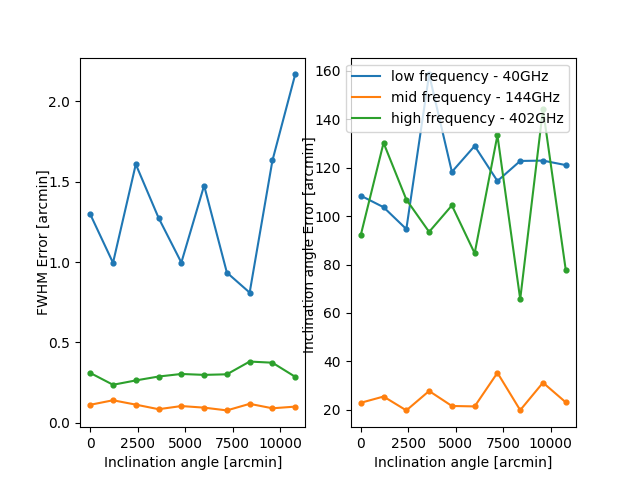 FWHM Error [arcmin]
2.0
1.5
1.0
0.5
0.0
0 2500 5000 7500 10000
Inclination angle [arcmin]
Inclination angle Error [arcmin]
160
140
120
100
80
60
40
20
0 2500 5000 7500 10000
Inclination angle [arcmin]
low frequency - 40GHz
mid frequency - 144GHz
high frequency - 402GHz